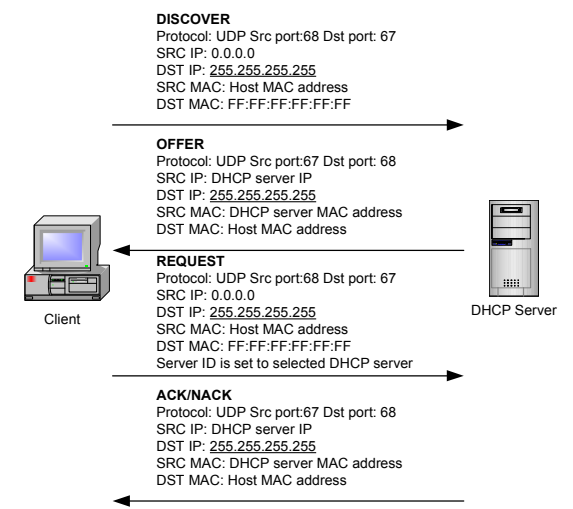 DISCOVER
Protocol: UDP Src port:68 Dst port: 67
SRC IP: 0.0.0.0
DST IP: 255.255.255.255
SRC MAC: Host MAC address
DST MAC: FF:FF:FF:FF:FF:FF
OFFER
Protocol: UDP Src port:67 Dst port: 68
SRC IP: DHCP server IP
DST IP: 255.255.255.255
SRC MAC: DHCP server MAC address
DST MAC: Host MAC address
Client
DHCP Server
REQUEST
Protocol: UDP Src port:68 Dst port: 67
SRC IP: 0.0.0.0
DST IP: 255.255.255.255
SRC MAC: Host MAC address
DST MAC: FF:FF:FF:FF:FF:FF
Server ID is set to selected DHCP server
ACK/NACK
Protocol: UDP Src port:67 Dst port: 68
SRC IP: DHCP server IP
DST IP: 255.255.255.255
SRC MAC: DHCP server MAC address
DST MAC: Host MAC address